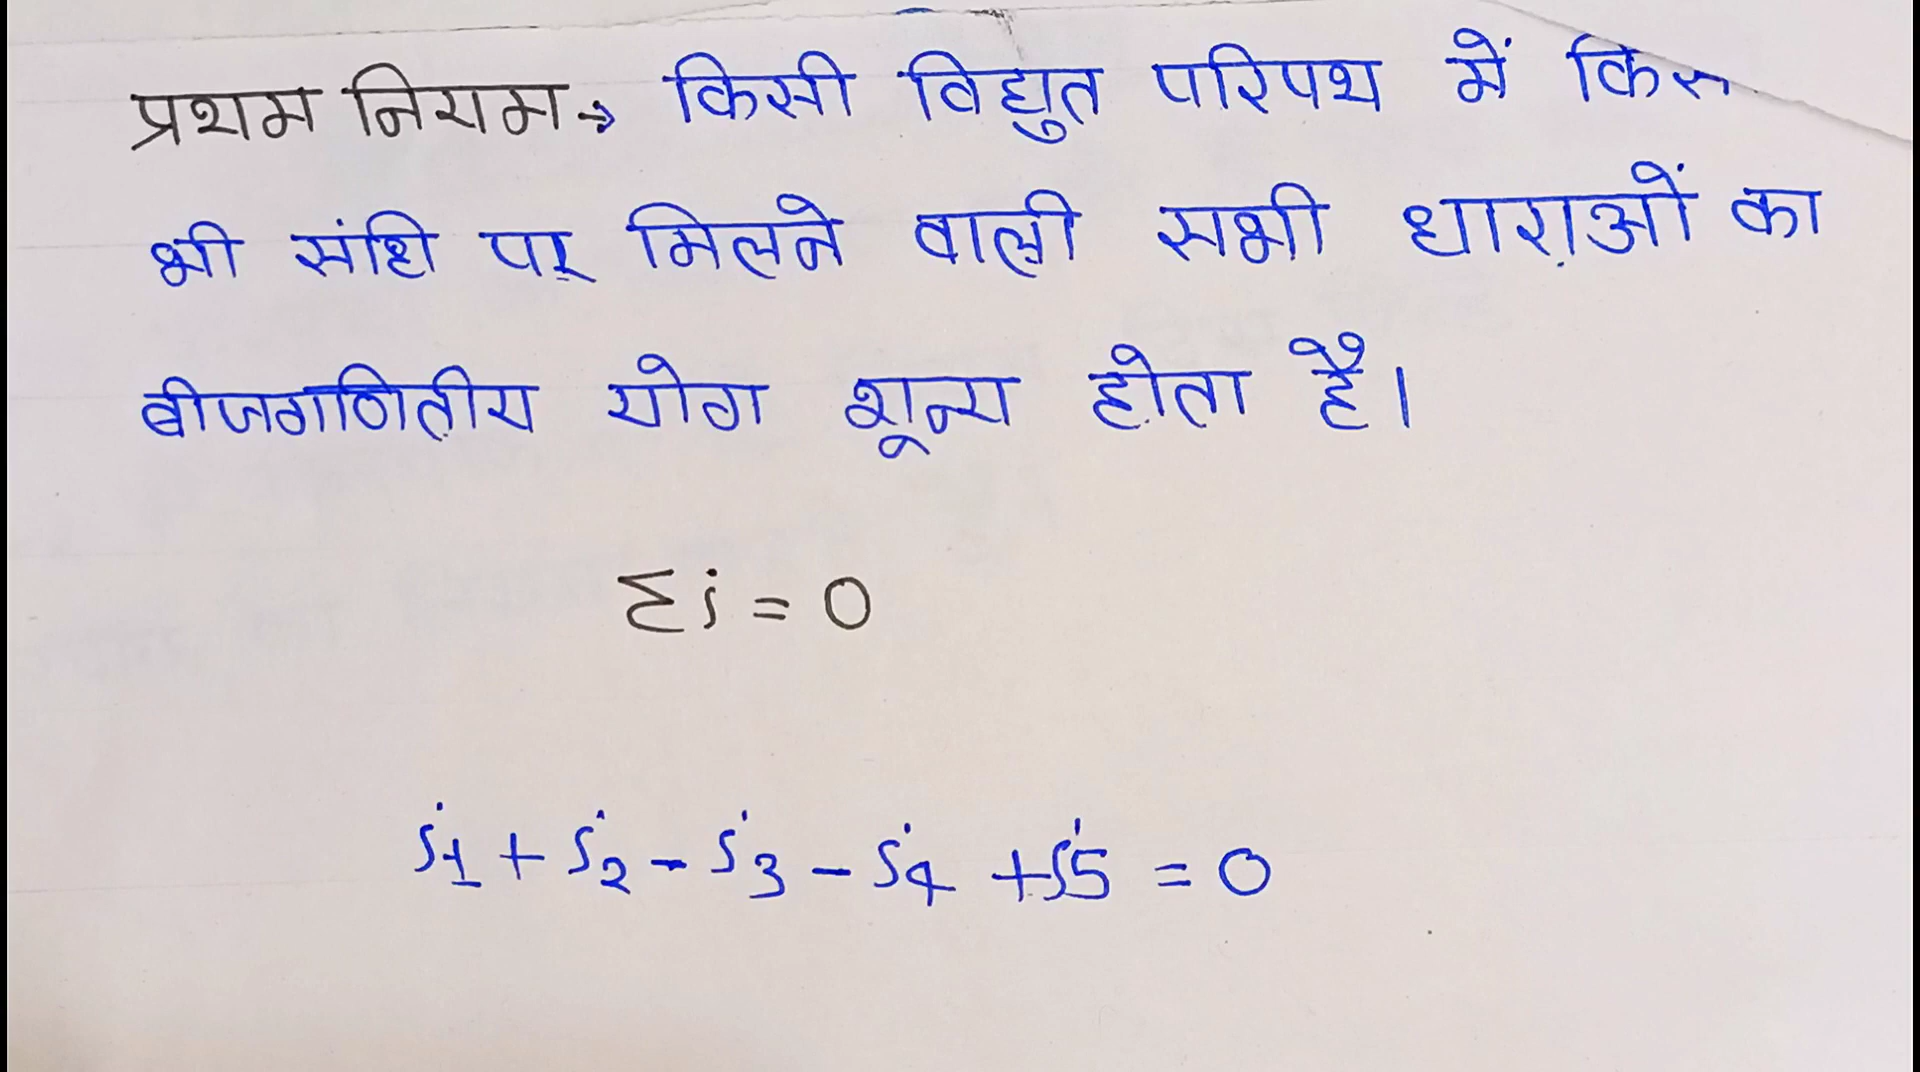 प्रथम नियम → किसी विद्युत परिपथ में
भी संधि पर मिलने वाली सभी धाराओं का
बीजगणितीय योग शून्य होता है।
Σi = 0
i1 + i2 - i3 - i4 + i5 = 0